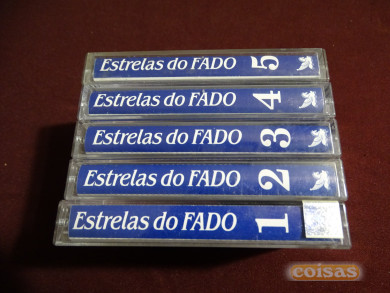 Estrelas do FADO 5
Estrelas do FADO 4
Estrelas do FADO 3
Estrelas do FADO 2
Estrelas do FADO 1
coisas